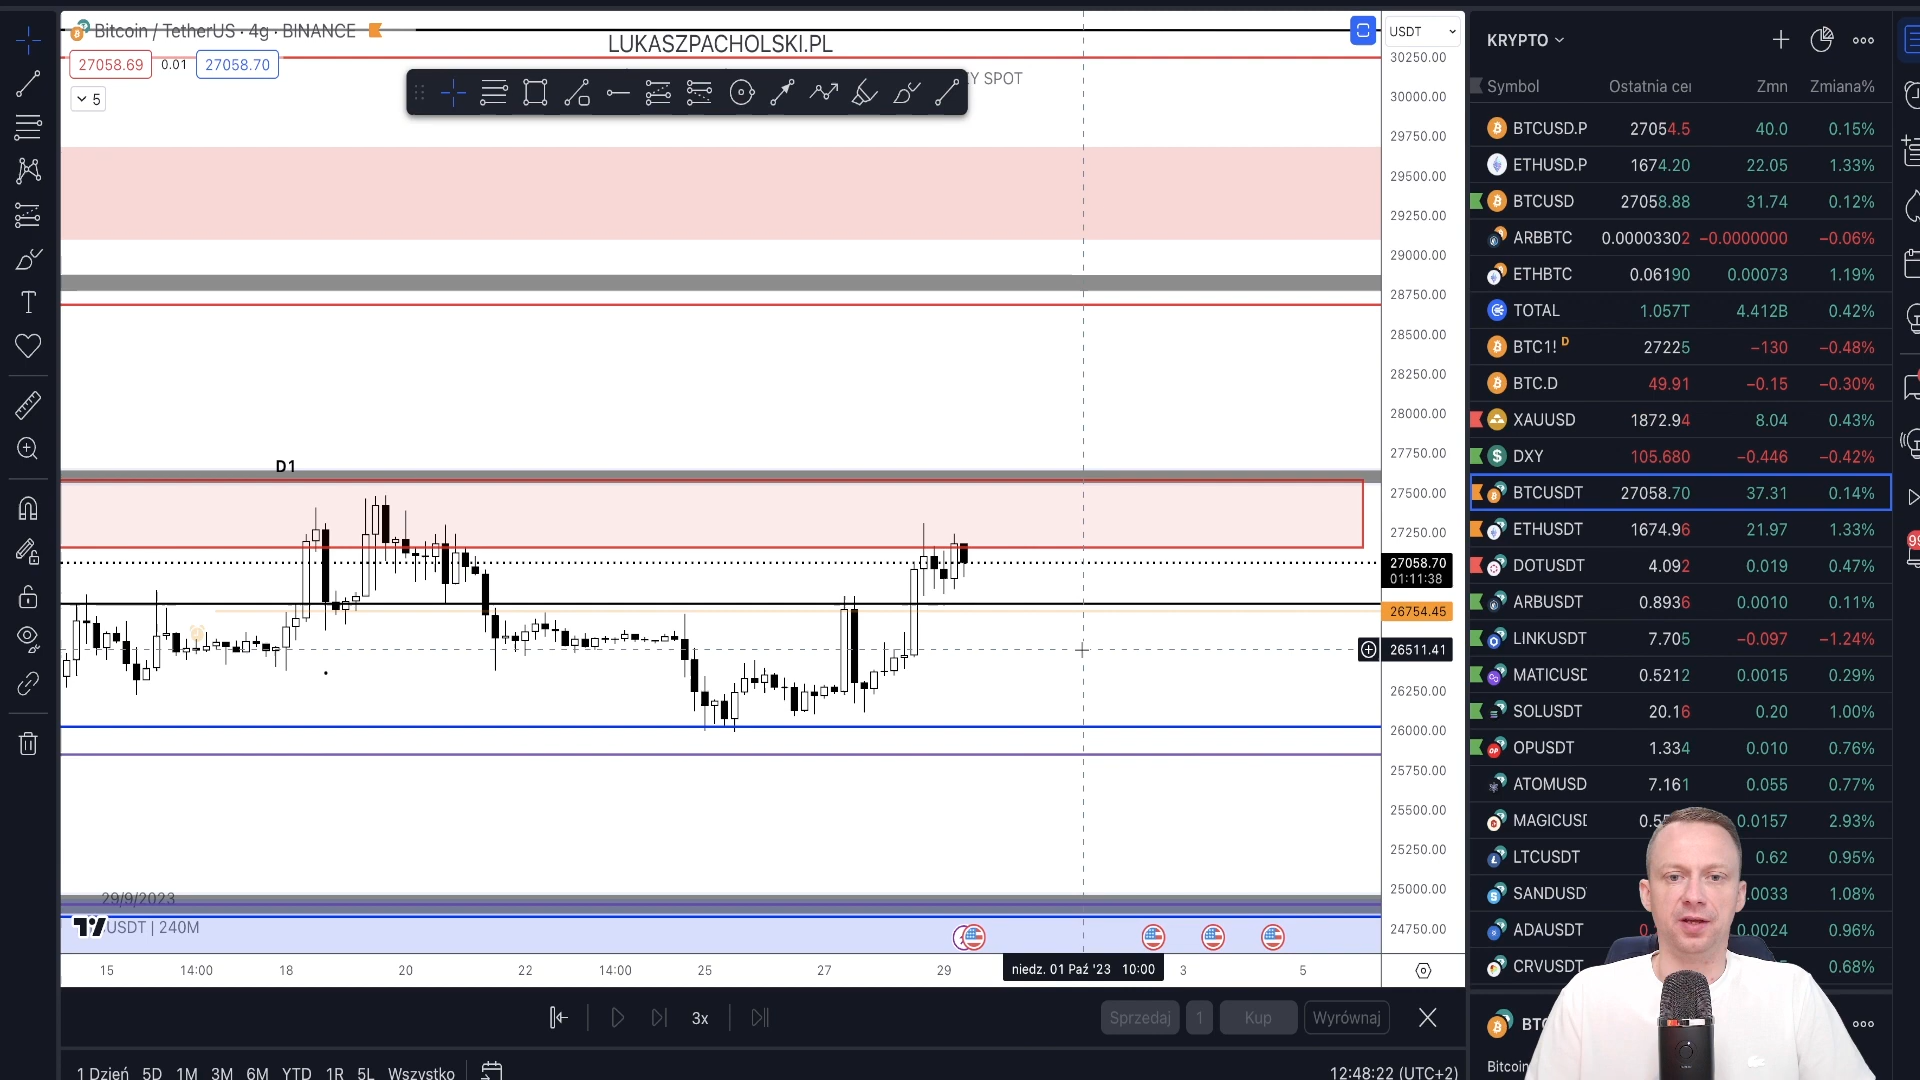 Bitcoin / TetherUS · 4g · BINANCE
LUKASZPACHOLSKI.PL
USDT
27058.69 0.01 27058.70
5
Y SPOT
30250.00
30000.00
29750.00
29500.00
29250.00
29000.00
28750.00
28500.00
28250.00
28000.00
27750.00
27500.00
27250.00
27058.70
01:11:38
26754.45
26511.41
26250.00
26000.00
25750.00
25500.00
25250.00
25000.00
24750.00
D1
29/9/2023
USDT | 240M
15 14:00 18 20 22 14:00 25 27 29 niedz. 01 Paź '23 10:00 3 5
3x
Sprzedaj 1 Kup Wyrównaj
1 Dzień 5D 1M 3M 6M YTD 1R 5L Wszystko
12:48:22 (UTC+2)
KRYPTO
Symbol Ostatnia cer Zmn Zmiana%
BTCUSD.P 27054.5 40.0 0.15%
ETHUSD.P 1674.20 22.05 1.33%
BTCUSD 27058.88 31.74 0.12%
ARBBTC 0.00003302 −0.0000000 −0.06%
ETHBTC 0.06190 0.00073 1.19%
TOTAL 1.057T 4.412B 0.42%
BTC1! D 27225 −130 −0.48%
BTC.D 49.91 −0.15 −0.30%
XAUUSD 1872.94 8.04 0.43%
DXY 105.680 −0.446 −0.42%
BTCUSDT 27058.70 37.31 0.14%
ETHUSDT 1674.96 21.97 1.33%
DOTUSDT 4.092 0.019 0.47%
ARBUSDT 0.8936 0.0010 0.11%
LINKUSDT 7.705 −0.097 −1.24%
MATICUSD 0.5212 0.0015 0.29%
SOLUSDT 20.16 0.20 1.00%
OPUSDT 1.334 0.010 0.76%
ATOMUSD 7.161 0.055 0.77%
MAGICUSD 0.5 0.0157 2.93%
LTCUSDT 0.62 0.95%
SANDUSD .0033 1.08%
ADAUSDT 0. 0.0024 0.96%
CRVUSDT 0.68%
BTC
Bitcoin
99